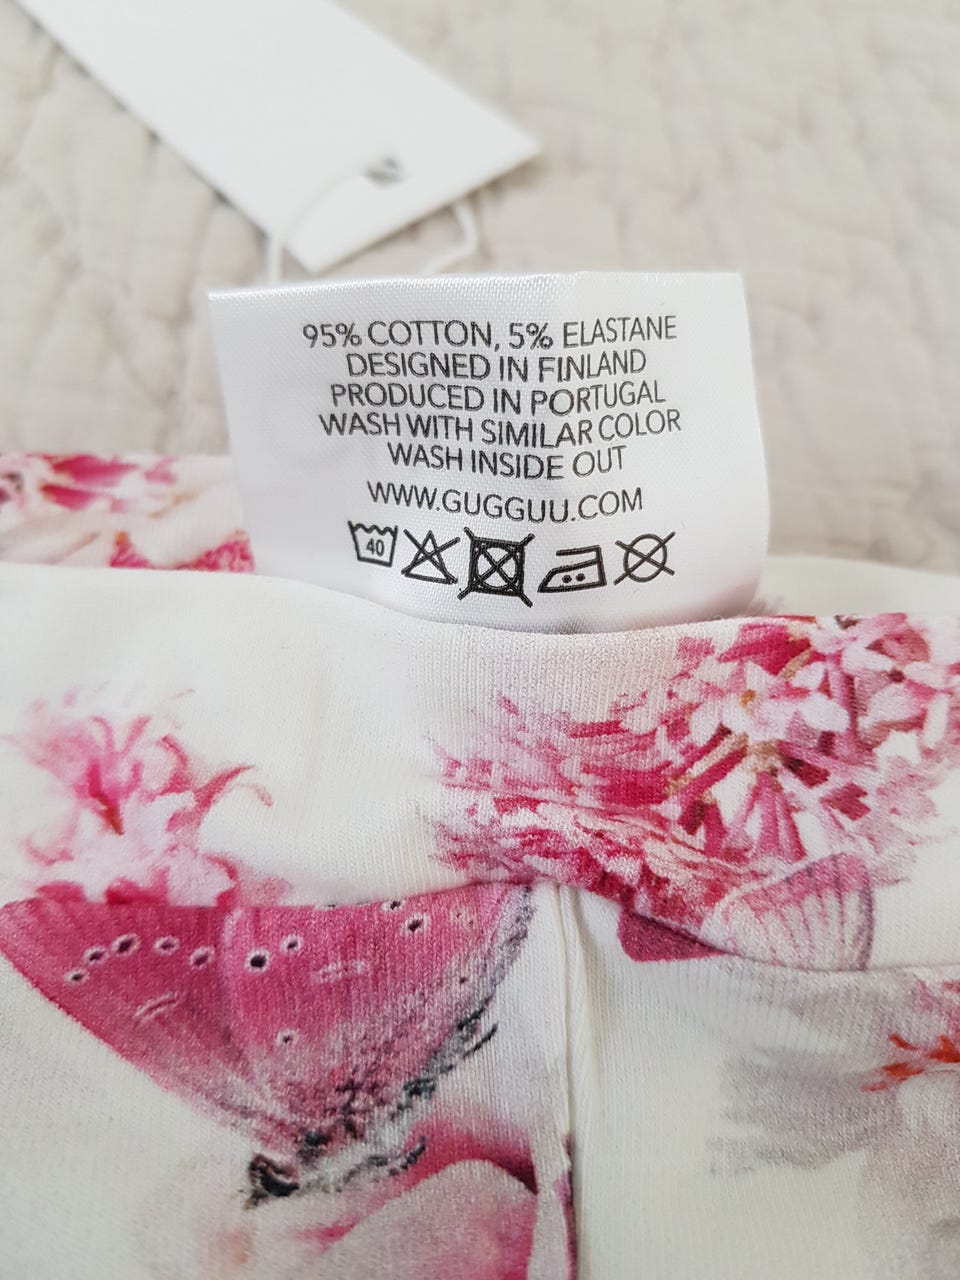 95% COTTON, 5% ELASTANE
DESIGNED IN FINLAND
PRODUCED IN PORTUGAL
WASH WITH SIMILAR COLOR
WASH INSIDE OUT
WWW.GUGGUU.COM
40